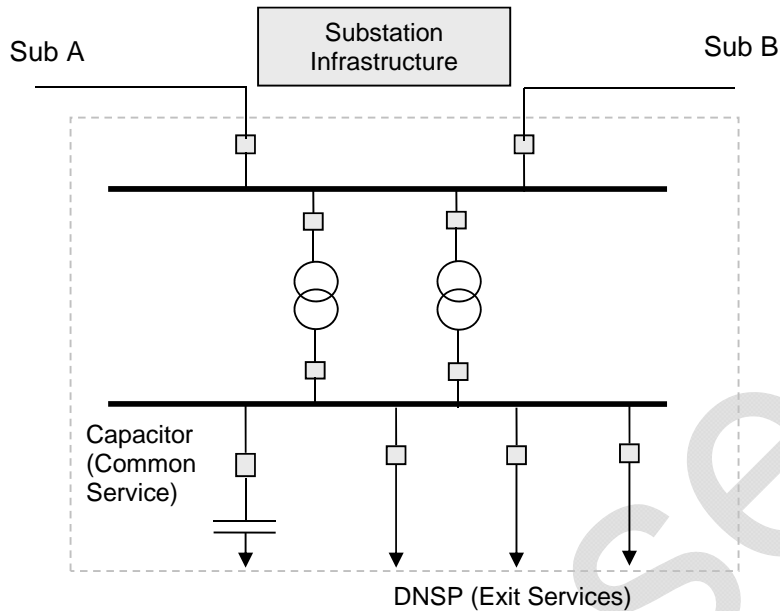 Substation
Infrastructure
Sub A
Sub B
Capacitor
(Common
Service)
DNSP (Exit Services)